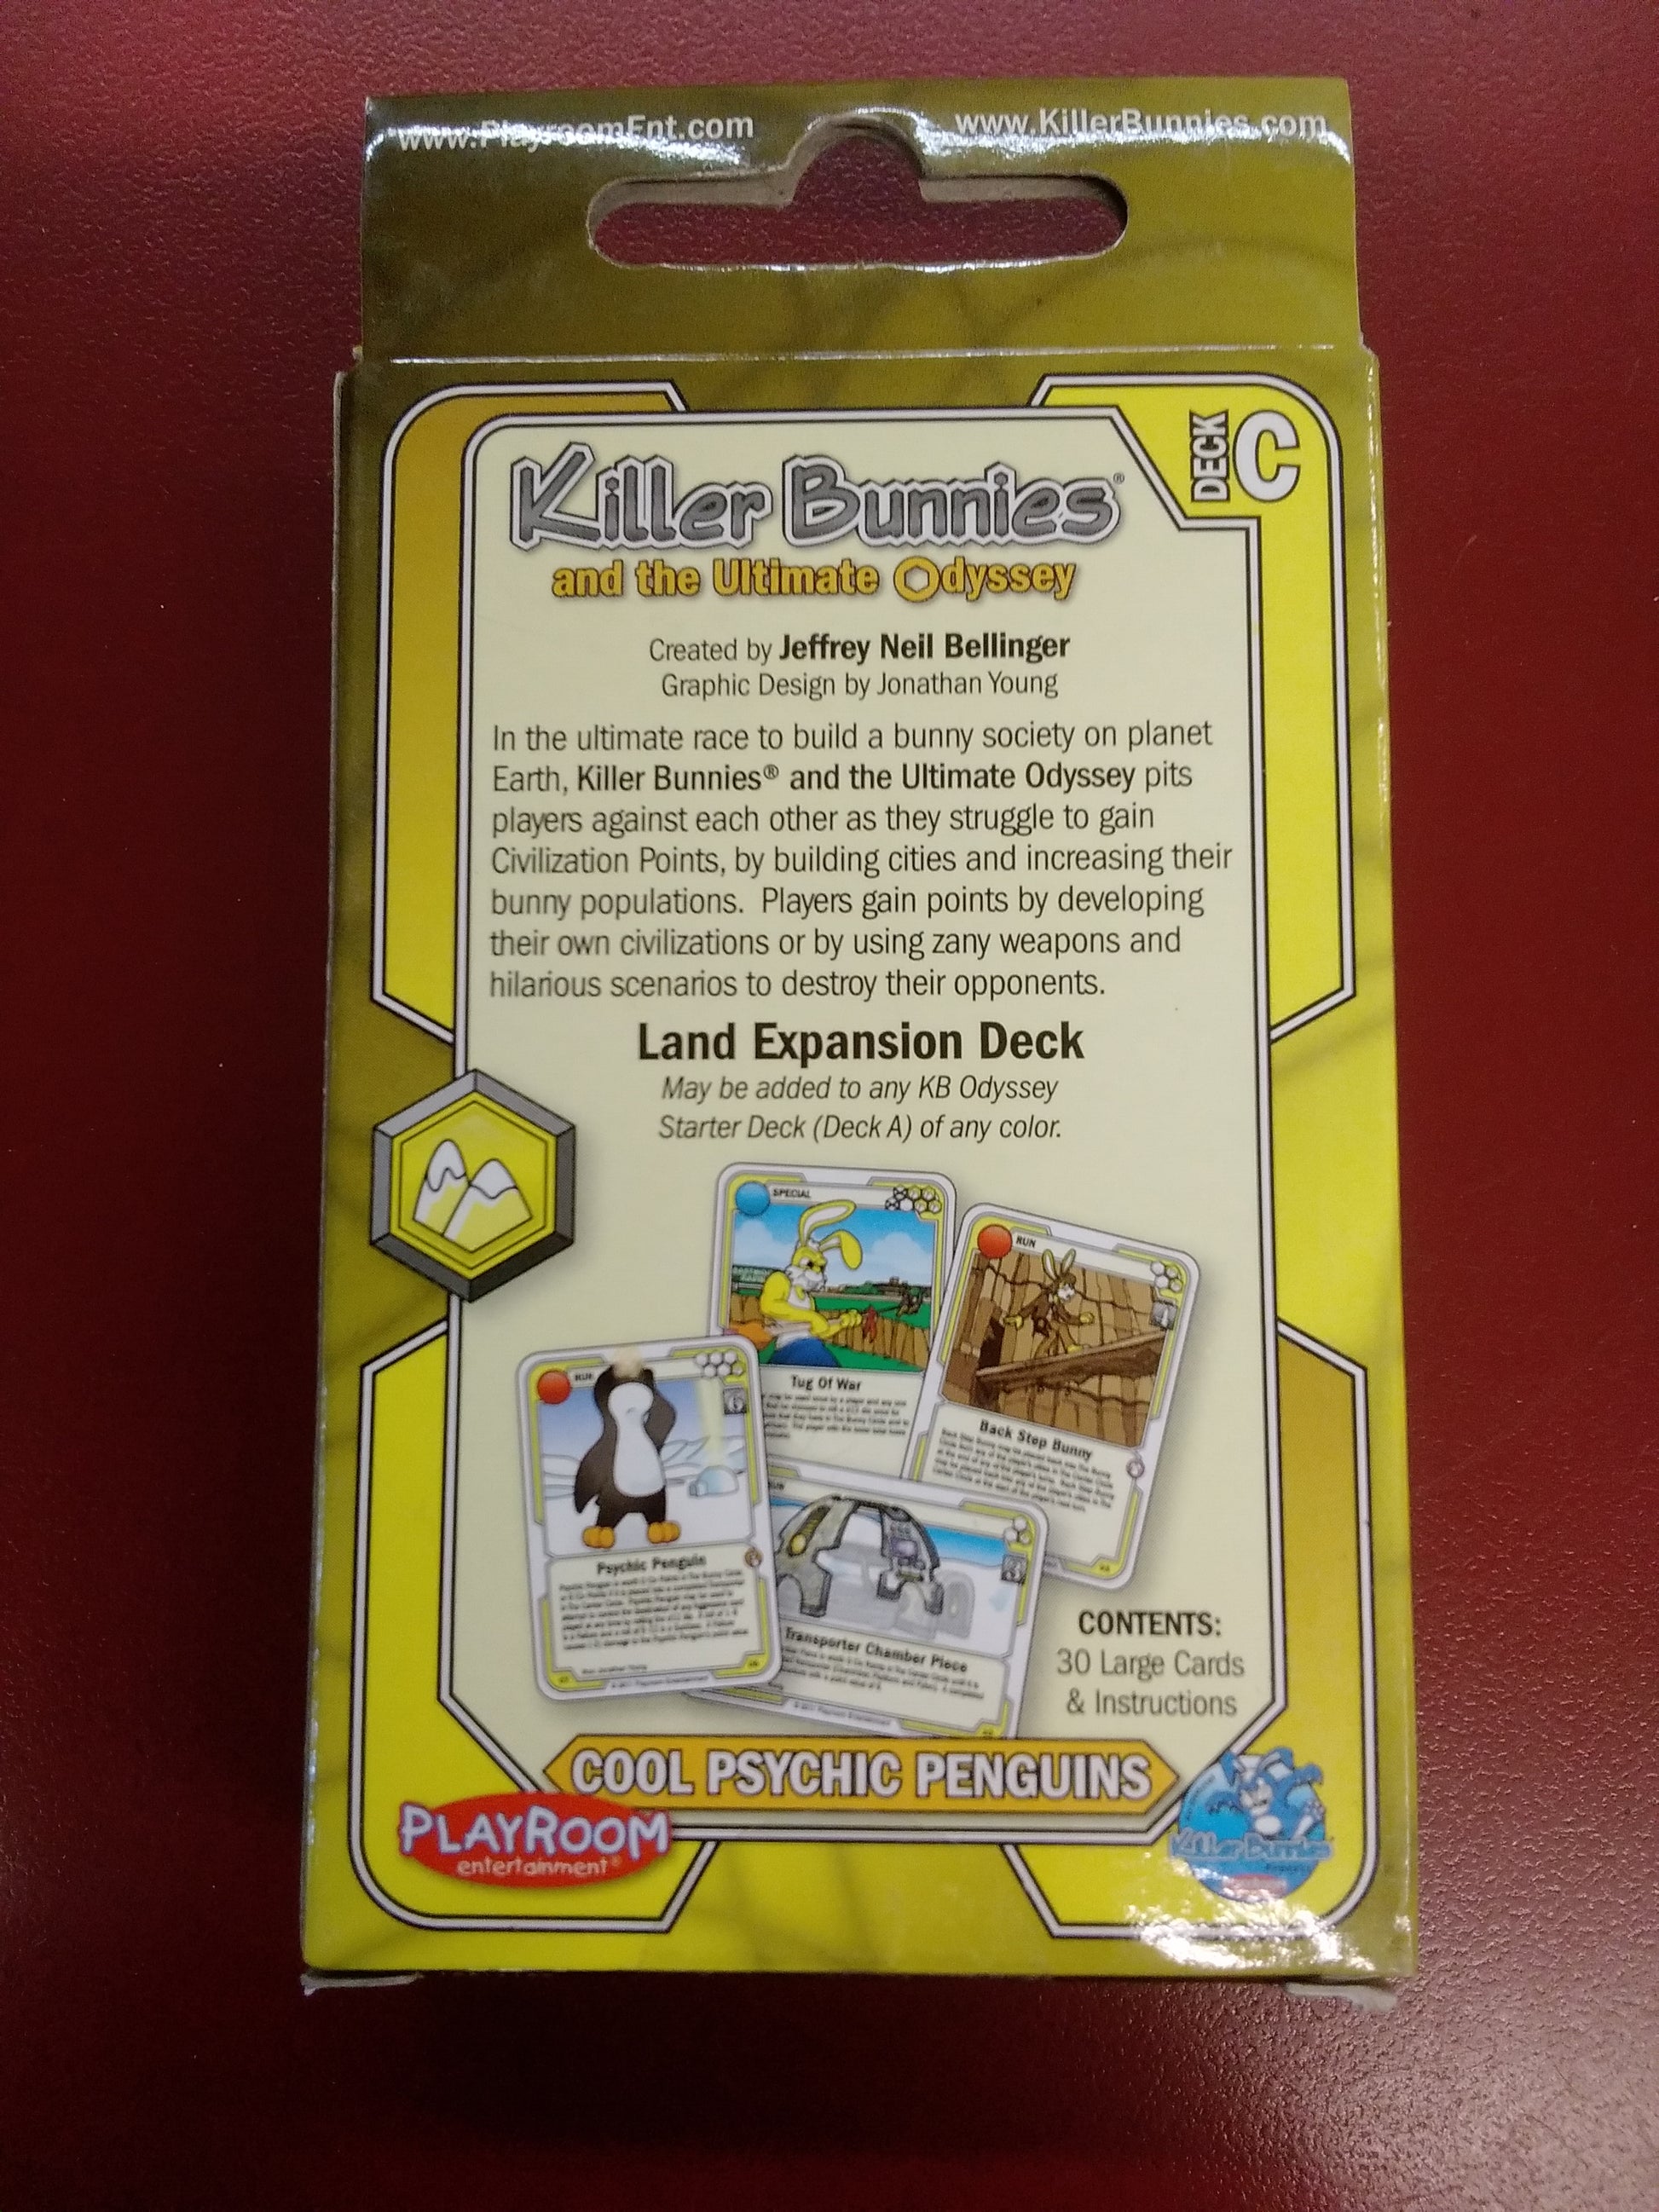 www.PlayroomEnt.com
www.KillerBunnies.com
DECK C
Killer Bunnies®
and the Ultimate Odyssey
Created by Jeffrey Neil Bellinger
Graphic Design by Jonathan Young
In the ultimate race to build a bunny society on planet
Earth, Killer Bunnies® and the Ultimate Odyssey pits
players against each other as they struggle to gain
Civilization Points, by building cities and increasing their
bunny populations. Players gain points by developing
their own civilizations or by using zany weapons and
hilarious scenarios to destroy their opponents.
Land Expansion Deck
May be added to any KB Odyssey
Starter Deck (Deck A) of any color.
SPECIAL
Tug Of War
RUN
Back Step Bunny
RUN
Psychic Penguin
Transporter Chamber Piece
CONTENTS:
30 Large Cards
& Instructions
COOL PSYCHIC PENGUINS
PLAYROOM
entertainment®
Killer Bunnies